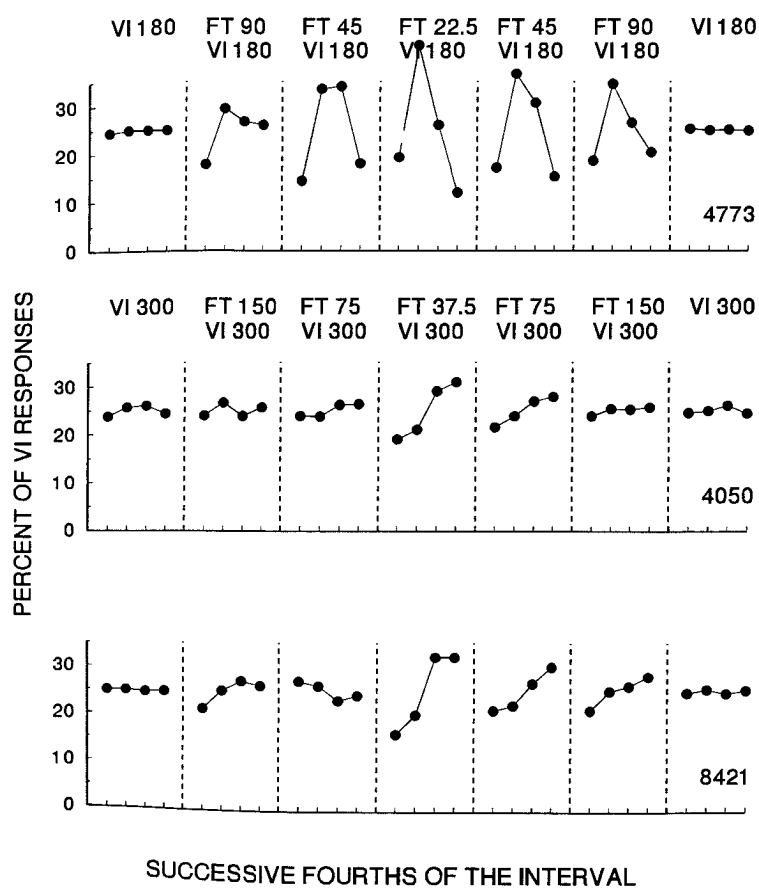 VI 180 FT 90 FT 45 FT 22.5 FT 45 FT 90 VI 180
VI 180 VI 180 VI 180 VI 180 VI 180
30
20
10
0
4773
VI 300 FT 150 FT 75 FT 37.5 FT 75 FT 150 VI 300
VI 300 VI 300 VI 300 VI 300 VI 300
30
20
10
0
4050
PERCENT OF VI RESPONSES
30
20
10
0
8421
SUCCESSIVE FOURTHS OF THE INTERVAL